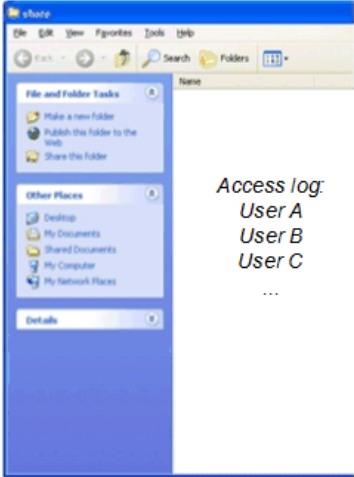 share
File Edit View Favorites Tools Help
Back Search Folders
Name
File and Folder Tasks
Make a new folder
Publish this folder to the
Web
Share this folder
Other Places
Desktop
My Documents
Shared Documents
My Computer
My Network Places
Details
Access log:
User A
User B
User C
...